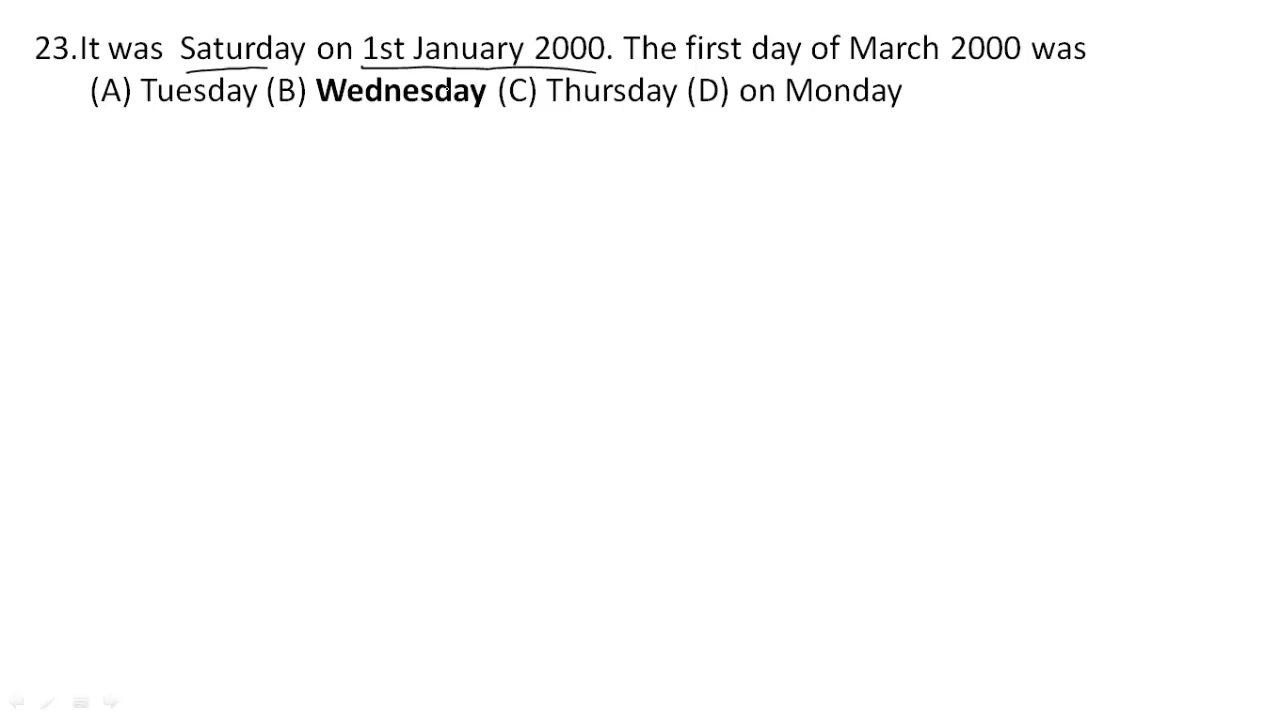 23.It was Saturday on 1st January 2000. The first day of March 2000 was
(A) Tuesday (B) Wednesday (C) Thursday (D) on Monday